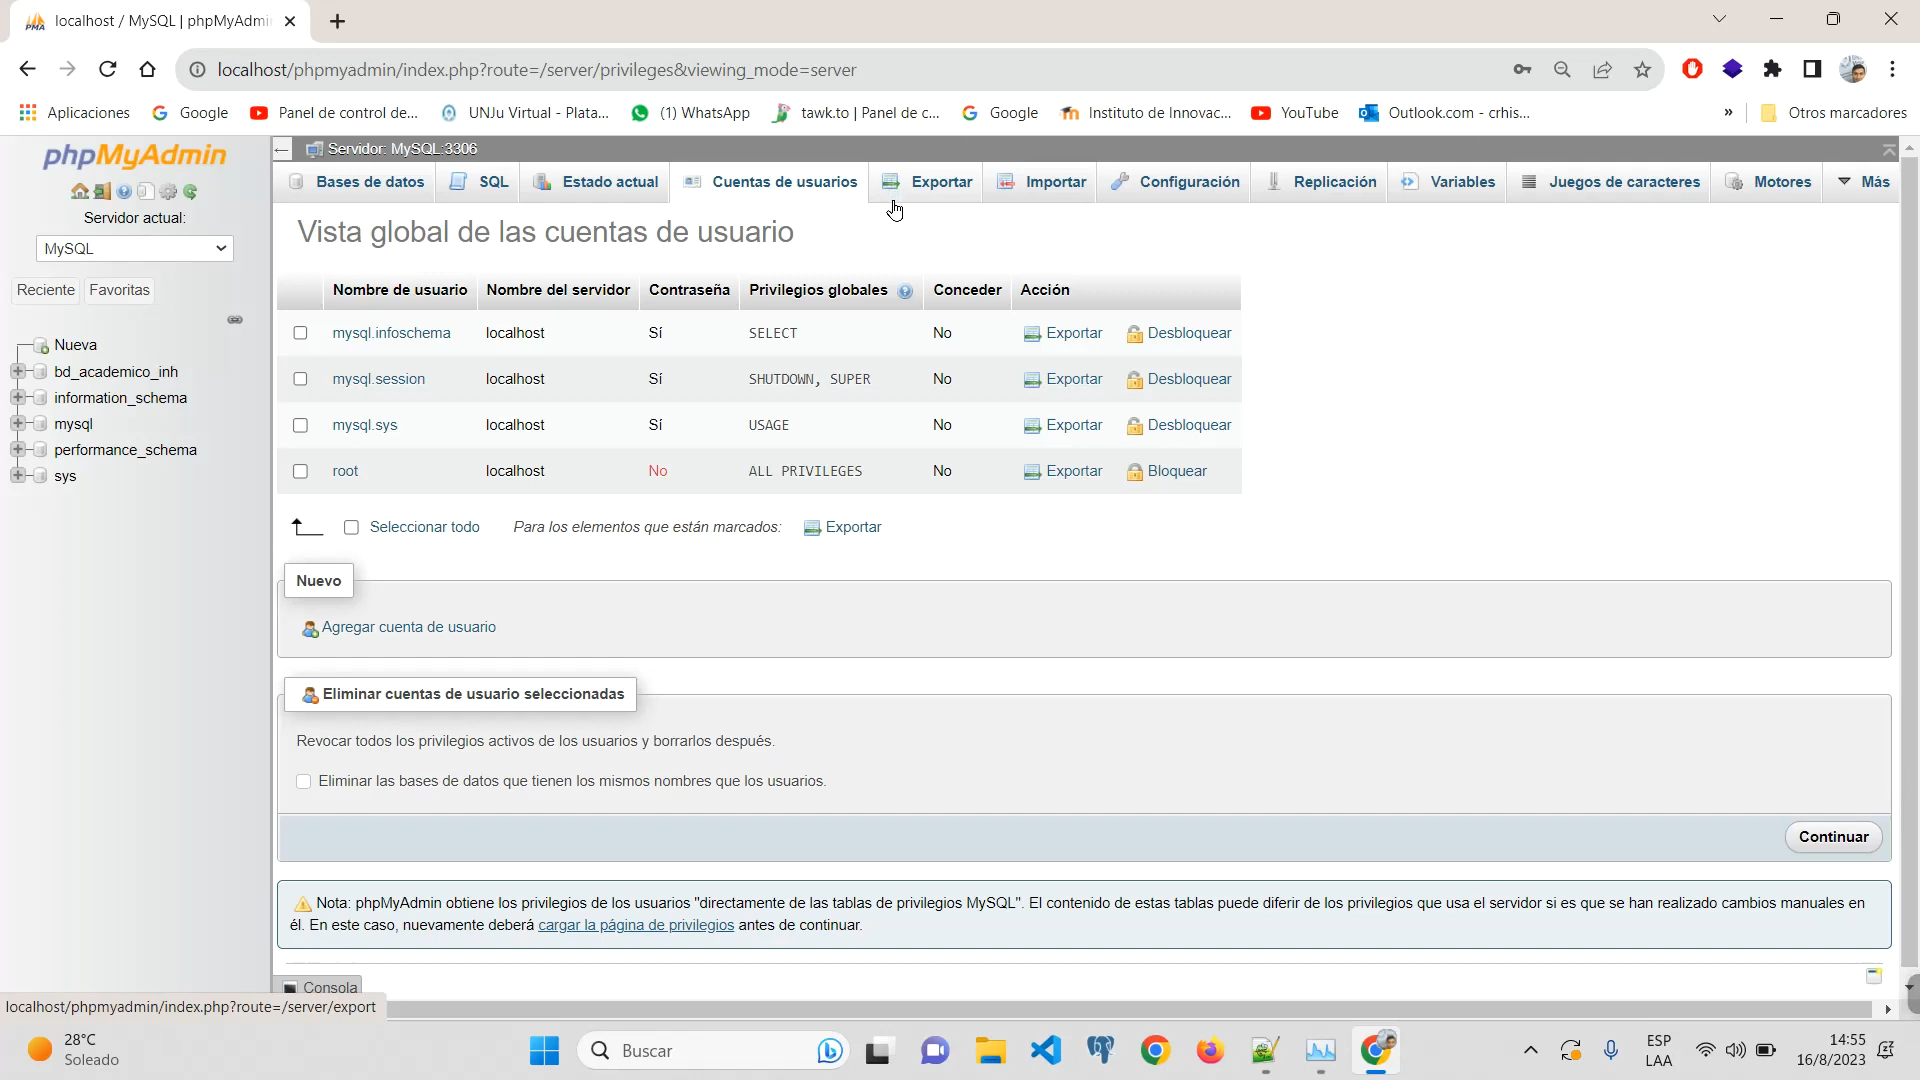 localhost / MySQL | phpMyAdmi
localhost/phpmyadmin/index.php?route=/server/privileges&viewing_mode=server
Aplicaciones
Google
Panel de control de...
UNJu Virtual - Plata...
(1) WhatsApp
tawk.to | Panel de c...
Google
Instituto de Innovac...
YouTube
Outlook.com - crhis...
»
Otros marcadores
phpMyAdmin
Servidor actual:
MySQL
Reciente
Favoritas
Nueva
bd_academico_inh
information_schema
mysql
performance_schema
sys
Servidor: MySQL:3306
Bases de datos
SQL
Estado actual
Cuentas de usuarios
Exportar
Importar
Configuración
Replicación
Variables
Juegos de caracteres
Motores
Más
Vista global de las cuentas de usuario
Nombre de usuario Nombre del servidor Contraseña Privilegios globales Conceder Acción
mysql.infoschema localhost Sí SELECT No Exportar Desbloquear
mysql.session localhost Sí SHUTDOWN, SUPER No Exportar Desbloquear
mysql.sys localhost Sí USAGE No Exportar Desbloquear
root localhost No ALL PRIVILEGES No Exportar Bloquear
Seleccionar todo Para los elementos que están marcados: Exportar
Nuevo
Agregar cuenta de usuario
Eliminar cuentas de usuario seleccionadas
Revocar todos los privilegios activos de los usuarios y borrarlos después.
Eliminar las bases de datos que tienen los mismos nombres que los usuarios.
Continuar
Nota: phpMyAdmin obtiene los privilegios de los usuarios "directamente de las tablas de privilegios MySQL". El contenido de estas tablas puede diferir de los privilegios que usa el servidor si es que se han realizado cambios manuales en
él. En este caso, nuevamente deberá cargar la página de privilegios antes de continuar.
Consola
localhost/phpmyadmin/index.php?route=/server/export
28°C
Soleado
Buscar
ESP
LAA
14:55
16/8/2023